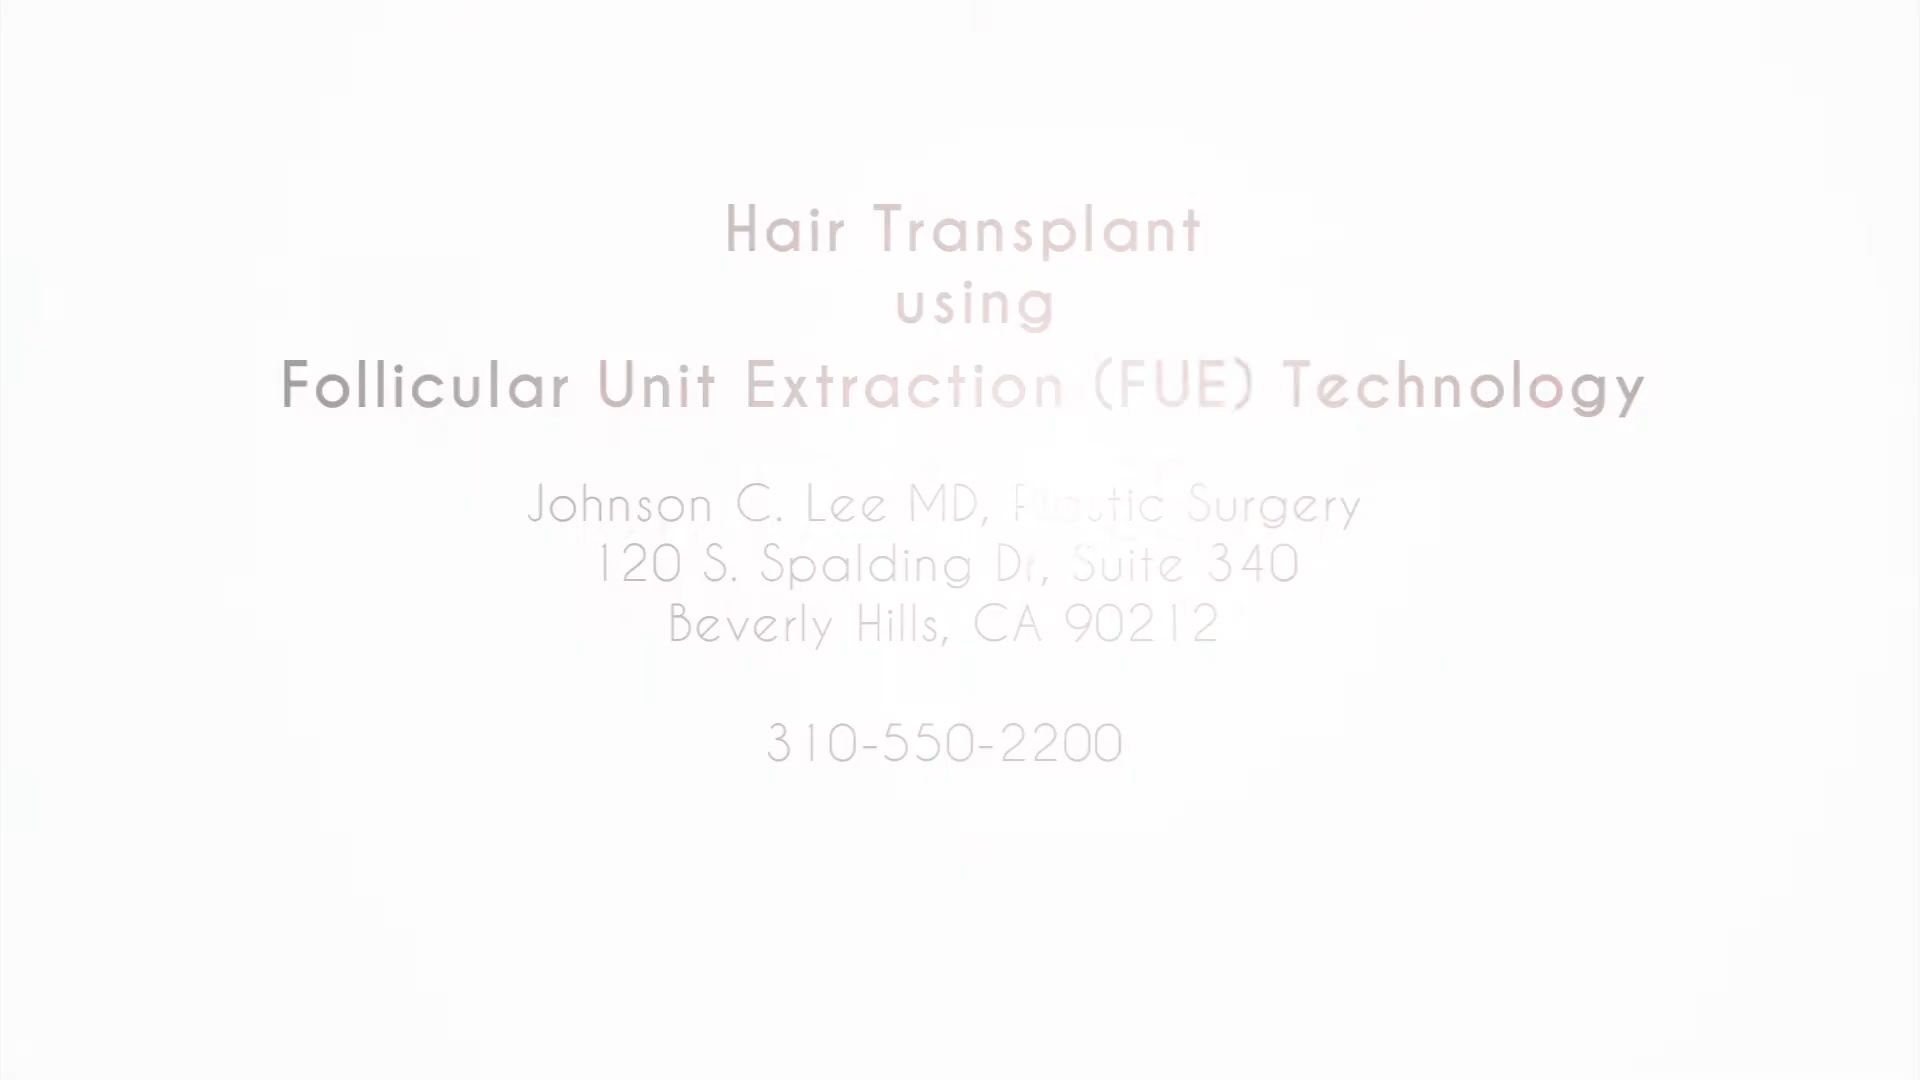 Hair Transplant
using
Follicular Unit Extraction (FUE) Technology
Johnson C. Lee MD, Plastic Surgery
120 S. Spalding Dr, Suite 340
Beverly Hills, CA 90212
310-550-2200